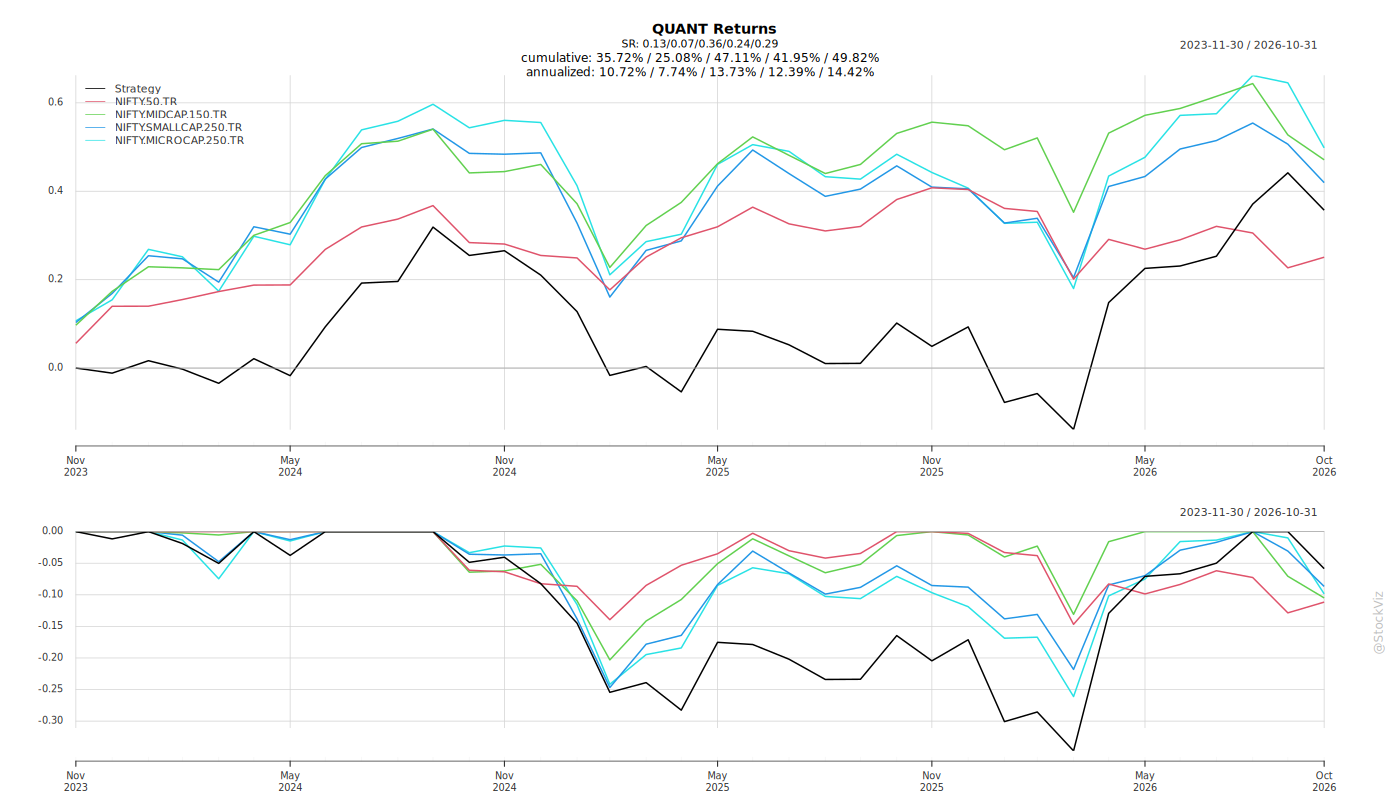 QUANT Returns
SR: 0.13/0.07/0.36/0.24/0.29
cumulative: 35.72% / 25.08% / 47.11% / 41.95% / 49.82%
annualized: 10.72% / 7.74% / 13.73% / 12.39% / 14.42%
2023-11-30 / 2026-10-31
Strategy
NIFTY.50.TR
NIFTY.MIDCAP.150.TR
NIFTY.SMALLCAP.250.TR
NIFTY.MICROCAP.250.TR
0.6
0.4
0.2
0.0
Nov 2023
May 2024
Nov 2024
May 2025
Nov 2025
May 2026
Oct 2026
2023-11-30 / 2026-10-31
0.00
-0.05
-0.10
-0.15
-0.20
-0.25
-0.30
Nov 2023
May 2024
Nov 2024
May 2025
Nov 2025
May 2026
Oct 2026
@StockViz